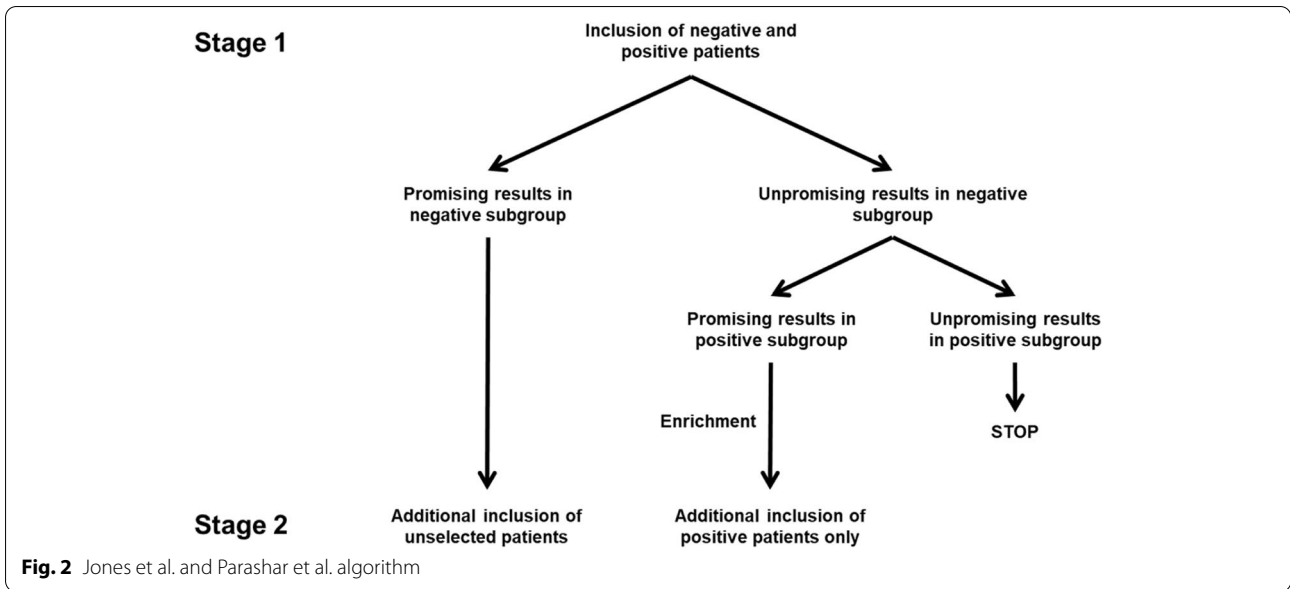 Stage 1
Inclusion of negative and
positive patients
Promising results in
negative subgroup
Unpromising results in negative
subgroup
Promising results in
positive subgroup
Unpromising results
in positive subgroup
Enrichment
STOP
Stage 2
Additional inclusion of
unselected patients
Additional inclusion of
positive patients only
Fig. 2 Jones et al. and Parashar et al. algorithm